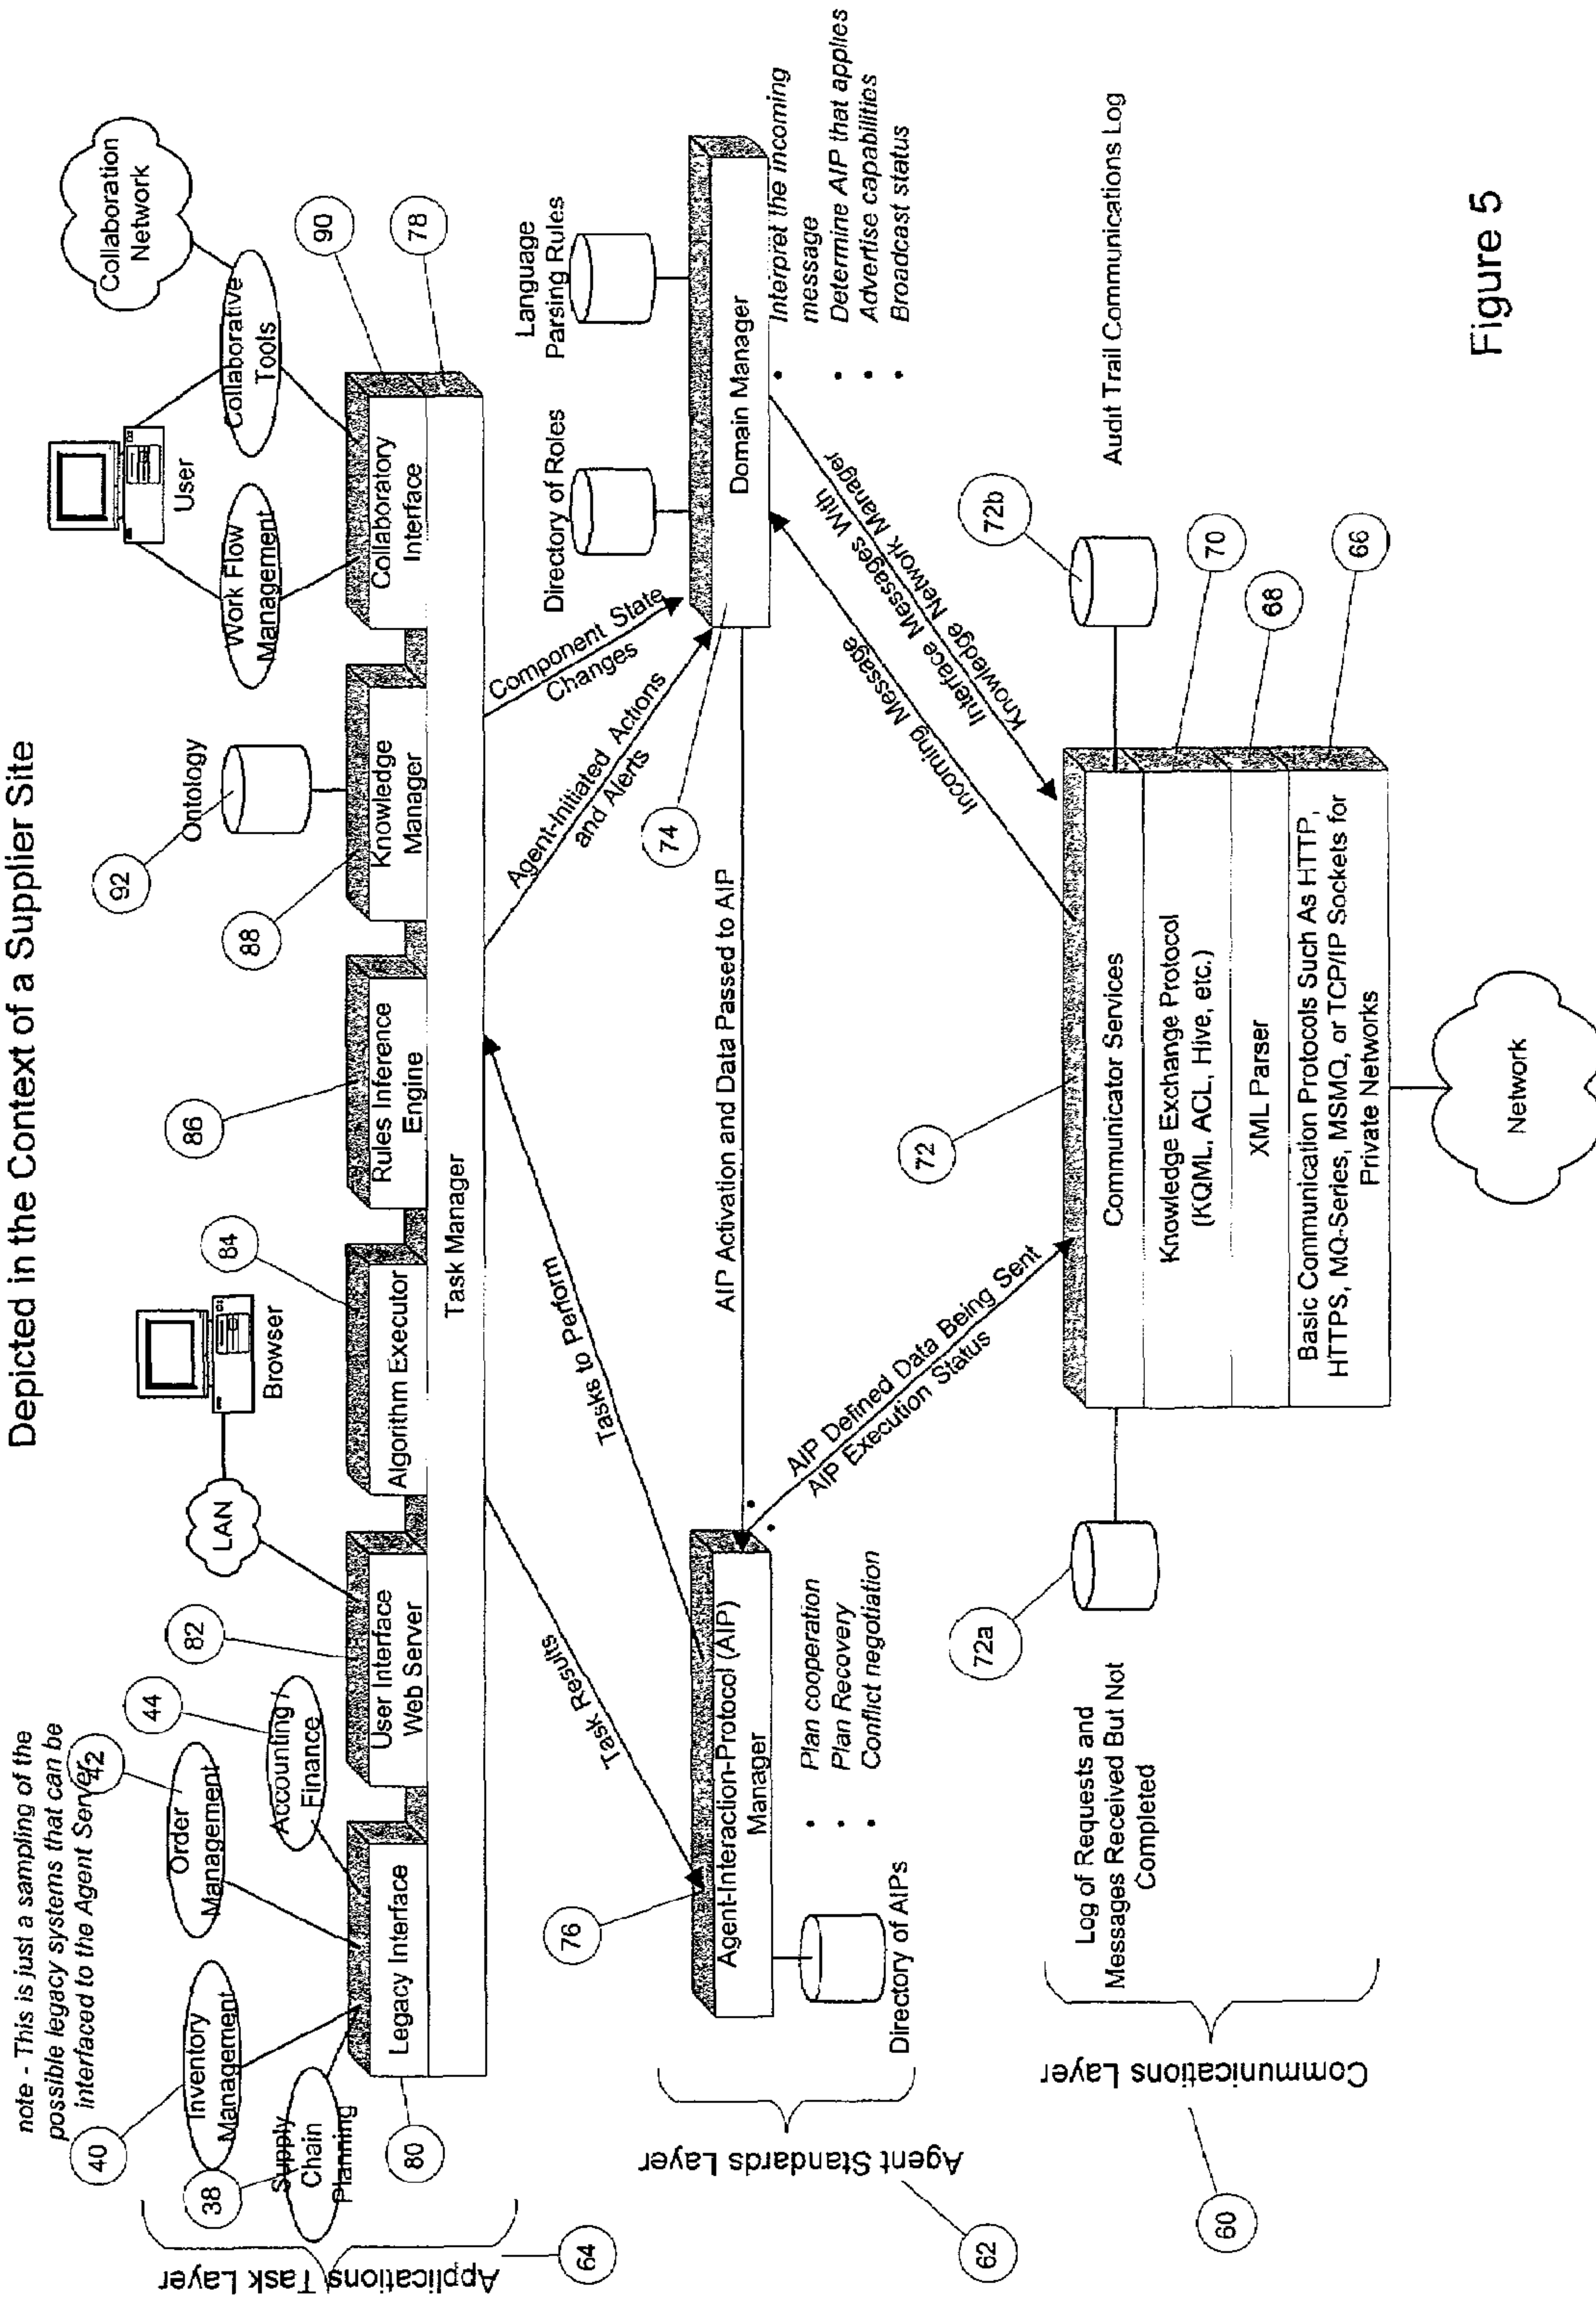 Depicted in the Context of a Supplier Site
note - This is just a sampling of the
possible legacy systems that can be
interfaced to the Agent Server
40
38
42
44
82
84
86
88
92
90
78
Inventory
Management
Supply
Chain
Planning
Order
Management
Accounting /
Finance
LAN
Browser
Ontology
Work Flow
Management
User
Collaborative
Tools
Collaboration
Network
Legacy Interface
User Interface
Web Server
Algorithm Executor
Rules Inference
Engine
Knowledge
Manager
Collaboratory
Interface
Task Manager
80
Applications Task Layer
64
Task Results
Tasks to Perform
Agent-Initiated Actions
and Alerts
Component State
Changes
Directory of Roles
Language
Parsing Rules
76
74
Agent-Interaction-Protocol (AIP)
Manager
Domain Manager
AIP Activation and Data Passed to AIP
• Plan cooperation
• Plan Recovery
• Conflict negotiation
Directory of AIPs
• Interpret the incoming
message
• Determine AIP that applies
• Advertise capabilities
• Broadcast status
Agent Standards Layer
62
• AIP Defined Data Being Sent
• AIP Execution Status
Incoming Message
Interface Messages With
Knowledge Network Manager
72a
72
72b
Log of Requests and
Messages Received But Not
Completed
Audit Trail Communications Log
Communicator Services
Knowledge Exchange Protocol
(KQML, ACL, Hive, etc.)
XML Parser
Basic Communication Protocols Such As HTTP,
HTTPS, MQ-Series, MSMQ, or TCP/IP Sockets for
Private Networks
70
68
66
Communications Layer
60
Network
Figure 5